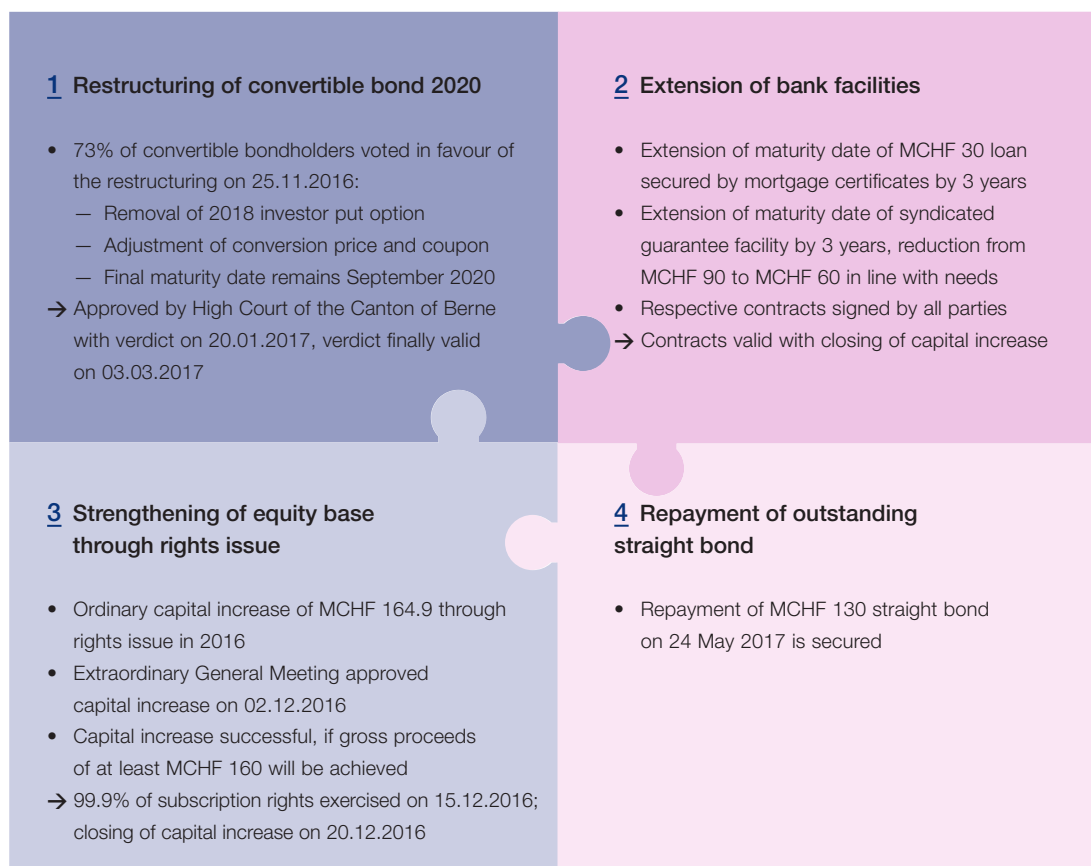 1 Restructuring of convertible bond 2020
• 73% of convertible bondholders voted in favour of
the restructuring on 25.11.2016:
— Removal of 2018 investor put option
— Adjustment of conversion price and coupon
— Final maturity date remains September 2020
→ Approved by High Court of the Canton of Berne
with verdict on 20.01.2017, verdict finally valid
on 03.03.2017
2 Extension of bank facilities
• Extension of maturity date of MCHF 30 loan
secured by mortgage certificates by 3 years
• Extension of maturity date of syndicated
guarantee facility by 3 years, reduction from
MCHF 90 to MCHF 60 in line with needs
• Respective contracts signed by all parties
→ Contracts valid with closing of capital increase
3 Strengthening of equity base
through rights issue
• Ordinary capital increase of MCHF 164.9 through
rights issue in 2016
• Extraordinary General Meeting approved
capital increase on 02.12.2016
• Capital increase successful, if gross proceeds
of at least MCHF 160 will be achieved
→ 99.9% of subscription rights exercised on 15.12.2016;
closing of capital increase on 20.12.2016
4 Repayment of outstanding
straight bond
• Repayment of MCHF 130 straight bond
on 24 May 2017 is secured